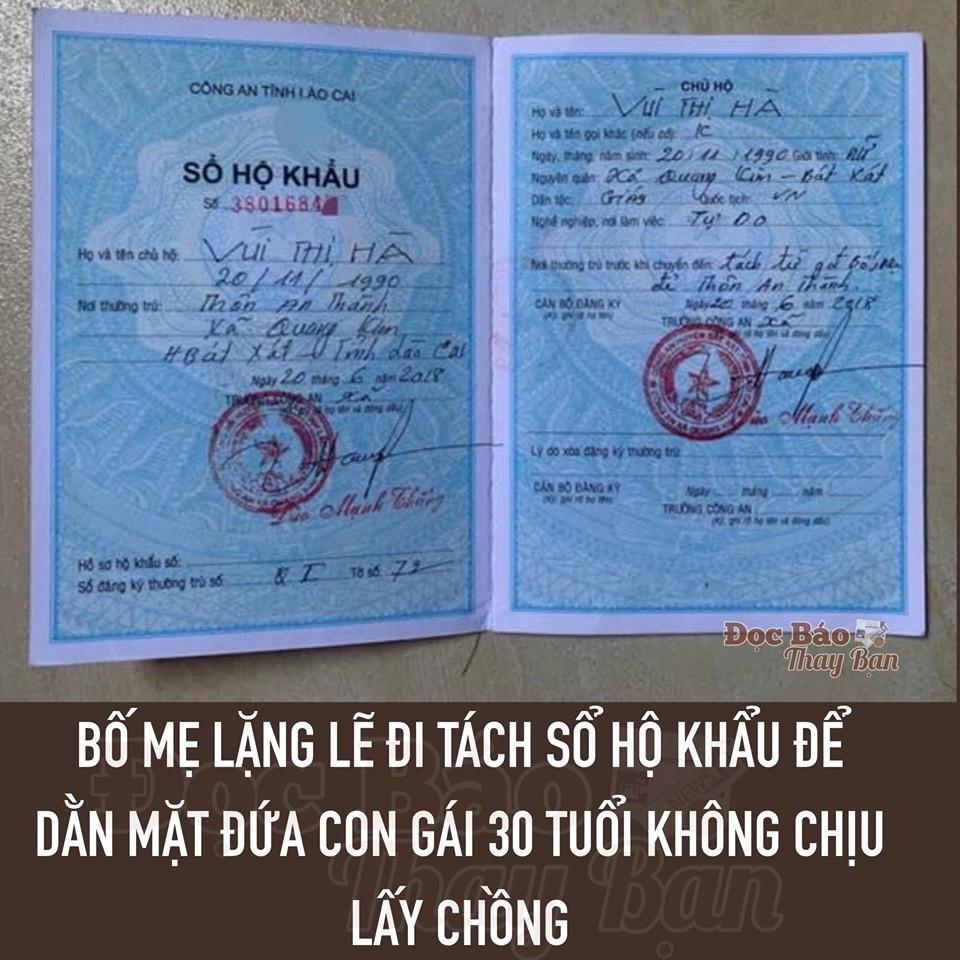 CÔNG AN TỈNH LÀO CAI
SỔ HỘ KHẨU
Số 3801684
Họ và tên chủ hộ: VÙI THỊ HÀ
20/11/1990
Nơi thường trú: Thôn An Thành
Xã Quang Kim
H Bát Xát - Tỉnh Lào Cai
Ngày 20 tháng 6 năm 2018
TRƯỞNG CÔNG AN Xã
(Ký, ghi rõ họ tên và đóng dấu)
Đào Mạnh Thắng
Hồ sơ hộ khẩu số:
Sổ đăng ký thường trú số: Q I Tờ số: 72
CHỦ HỘ
Họ và tên: VÙI THỊ HÀ
Họ và tên gọi khác (nếu có): K
Ngày, tháng, năm sinh: 20/11/1990 Giới tính: Nữ
Nguyên quán: Xã Quang Kim - Bát Xát
Dân tộc: Giáy Quốc tịch: VN
Nghề nghiệp, nơi làm việc: Tự DO
Nơi thường trú trước khi chuyển đến: tách từ bố
Thôn An Thành.
CÁN BỘ ĐĂNG KÝ Ngày 20 tháng 6 năm 2018
(Ký, ghi rõ họ tên) TRƯỞNG CÔNG AN Xã
(Ký, ghi rõ họ tên và đóng dấu)
Đào Mạnh Thắng
Lý do xóa đăng ký thường trú:
CÁN BỘ ĐĂNG KÝ Ngày tháng năm
(Ký, ghi rõ họ tên) TRƯỞNG CÔNG AN
(Ký, ghi rõ họ tên và đóng dấu)
Đọc Báo
Thay Bạn
BỐ MẸ LẶNG LẼ ĐI TÁCH SỔ HỘ KHẨU ĐỂ
DẰN MẶT ĐỨA CON GÁI 30 TUỔI KHÔNG CHỊU
LẤY CHỒNG